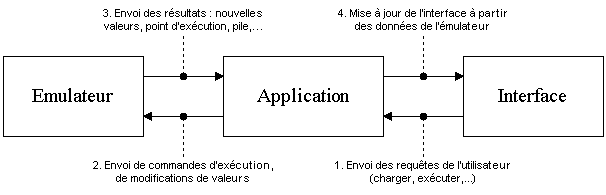 3. Envoi des résultats : nouvelles
valeurs, point d'exécution, pile,...
4. Mise à jour de l'interface à partir
des données de l'émulateur
Emulateur
Application
Interface
2. Envoi de commandes d'exécution,
de modifications de valeurs
1. Envoi des requêtes de l'utilisateur
(charger, exécuter,...)